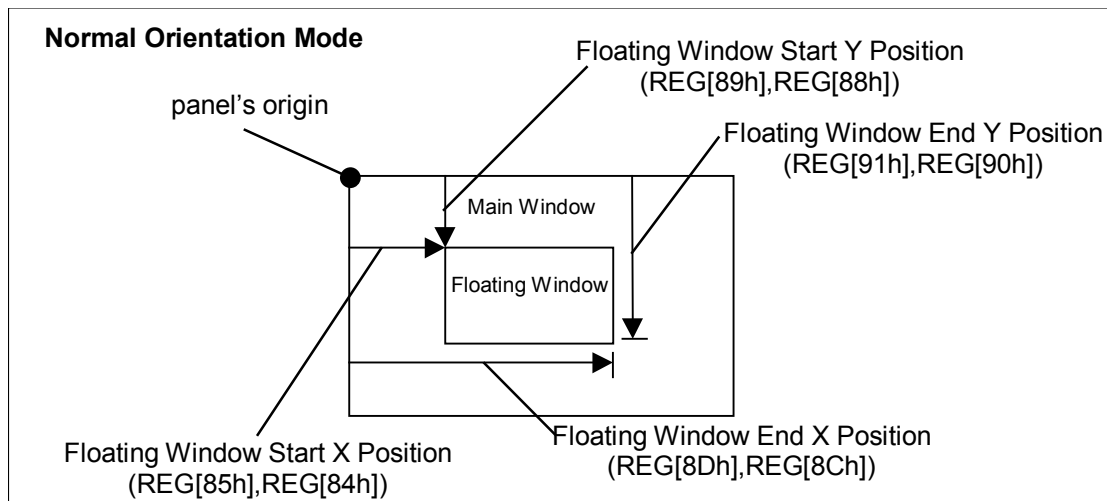 Normal Orientation Mode
Floating Window Start Y Position
(REG[89h],REG[88h])
panel's origin
Floating Window End Y Position
(REG[91h],REG[90h])
Main Window
Floating Window
Floating Window Start X Position
(REG[85h],REG[84h])
Floating Window End X Position
(REG[8Dh],REG[8Ch])